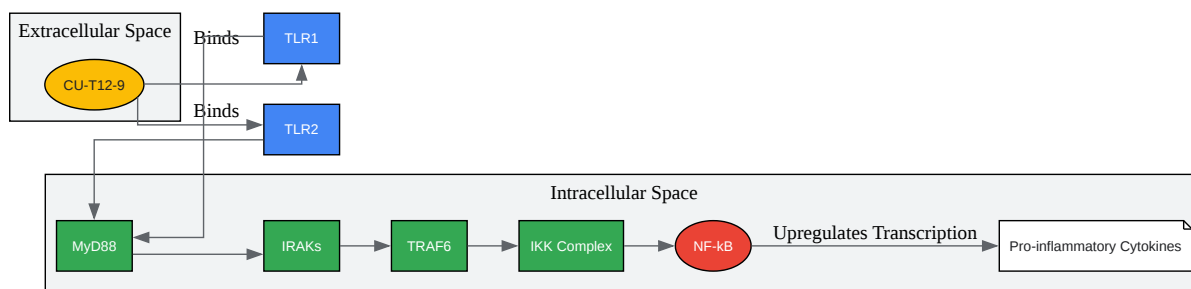 Extracellular Space
CU-T12-9
Binds
TLR1
Binds
TLR2
Intracellular Space
MyD88
IRAKs
TRAF6
IKK Complex
NF-kB
Upregulates Transcription
Pro-inflammatory Cytokines